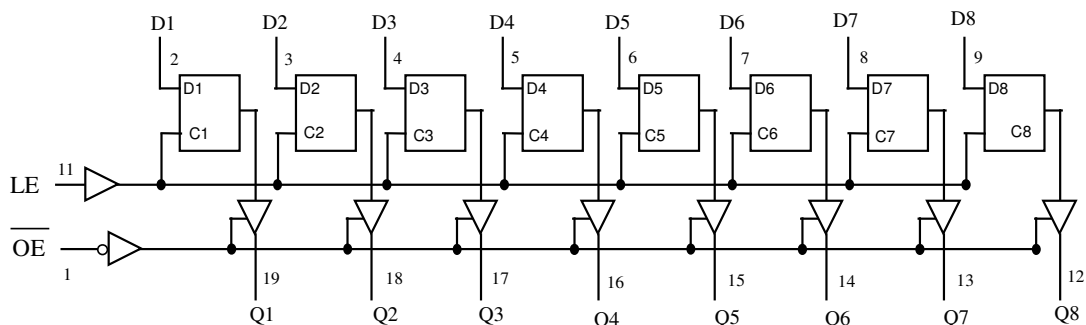 D1 D2 D3 D4 D5 D6 D7 D8
2 3 4 5 6 7 8 9
D1 D2 D3 D4 D5 D6 D7 D8
C1 C2 C3 C4 C5 C6 C7 C8
11
LE
OE
1
19 18 17 16 15 14 13 12
Q1 Q2 Q3 Q4 Q5 Q6 Q7 Q8